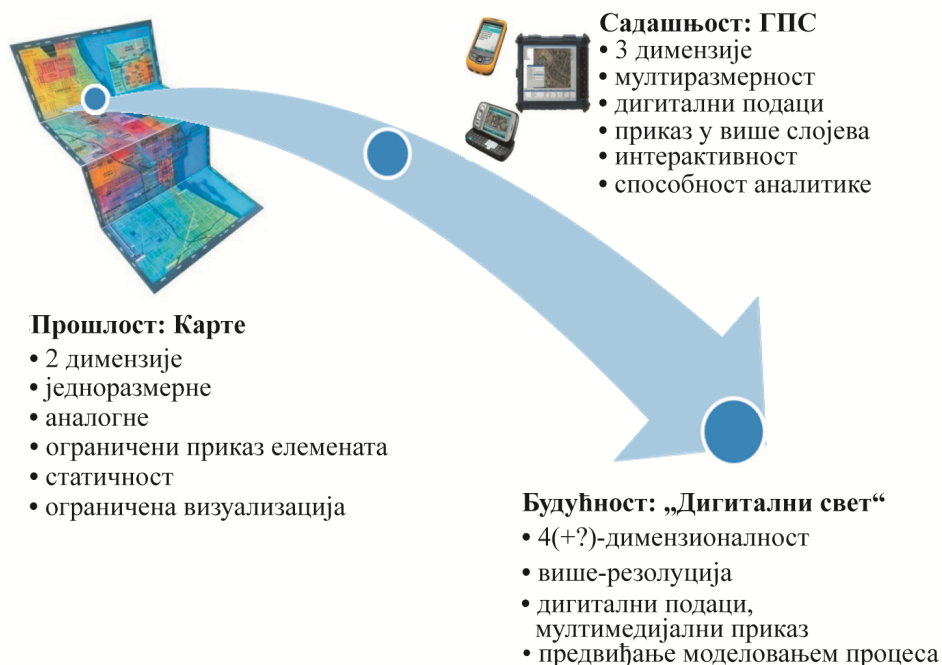 Прошлост: Карте
• 2 димензије
• једноразмерне
• аналогне
• ограничени приказ елемената
• статичност
• ограничена визуализација
Садашњост: ГПС
• 3 димензије
• мултиразмерност
• дигитални подаци
• приказ у више слојева
• интерактивност
• способност аналитике
Будућност: „Дигитални свет“
• 4(+?)-димензионалност
• више-резолуција
• дигитални подаци,
мултимедијални приказ
• предвиђање моделовањем процеса